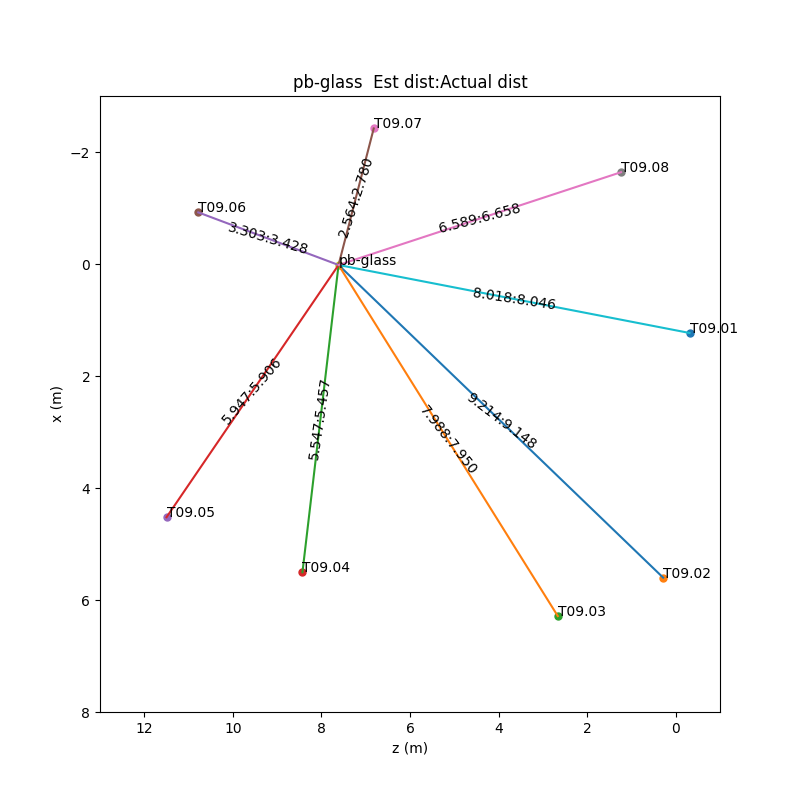 pb-glass  Est dist:Actual dist
T09.07
T09.08
T09.06
2.564:2.780
6.589:6.658
3.303:3.428
pb-glass
8.018:8.046
T09.01
5.947:5.906
5.547:5.457
7.988:7.950
9.214:9.148
T09.05
T09.04
T09.02
T09.03
−2
0
2
4
6
8
x (m)
12 10 8 6 4 2 0
z (m)